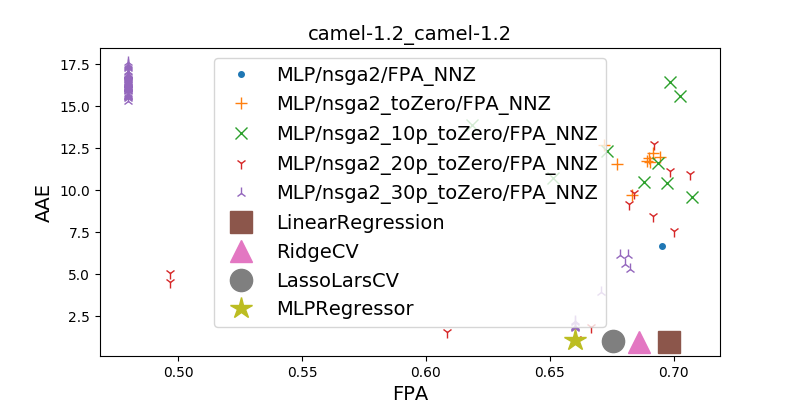 camel-1.2_camel-1.2
AAE
17.5
15.0
12.5
10.0
7.5
5.0
2.5
MLP/nsga2/FPA_NNZ
MLP/nsga2_toZero/FPA_NNZ
MLP/nsga2_10p_toZero/FPA_NNZ
MLP/nsga2_20p_toZero/FPA_NNZ
MLP/nsga2_30p_toZero/FPA_NNZ
LinearRegression
RidgeCV
LassoLarsCV
MLPRegressor
0.50 0.55 0.60 0.65 0.70
FPA